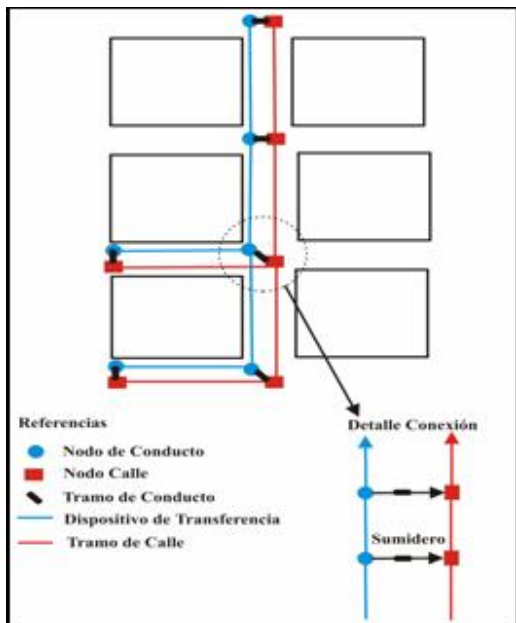 Referencias
Nodo de Conducto
Nodo Calle
Tramo de Conducto
Dispositivo de Transferencia
Tramo de Calle
Detalle Conexión
Sumidero